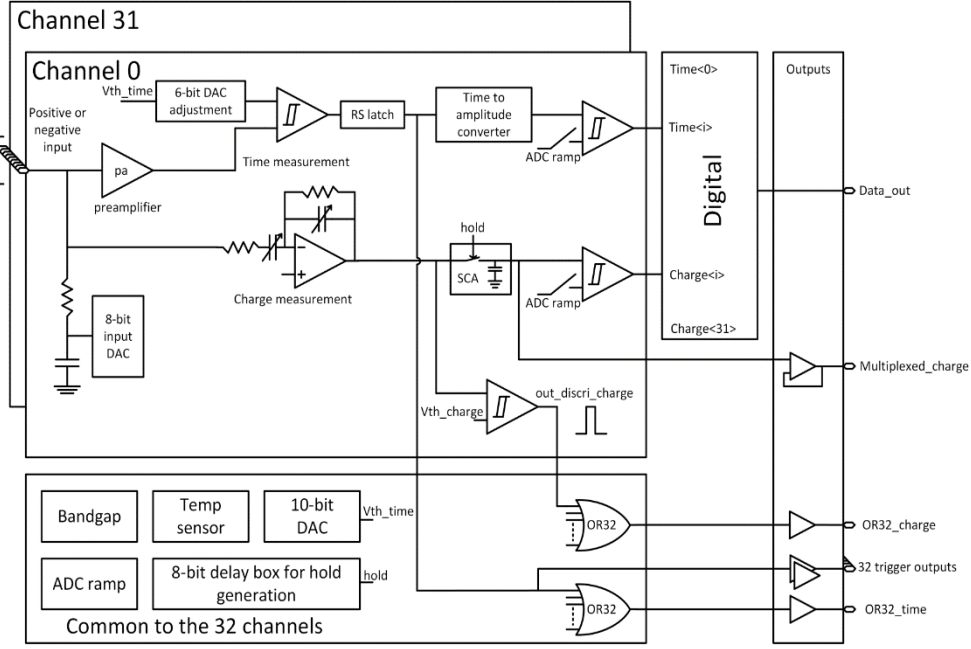 Channel 31
Channel 0
Vth_time
6-bit DAC
adjustment
Positive or
negative
input
pa
preamplifier
Time measurement
RS latch
Time to
amplitude
converter
ADC ramp
Time<0>
Time<i>
Digital
Charge<i>
Charge<31>
Outputs
Data_out
Charge measurement
hold
SCA
ADC ramp
8-bit
input
DAC
Multiplexed_charge
Vth_charge
out_discri_charge
Bandgap
Temp
sensor
10-bit
DAC
Vth_time
ADC ramp
8-bit delay box for hold
generation
hold
Common to the 32 channels
OR32
OR32_charge
32 trigger outputs
OR32
OR32_time